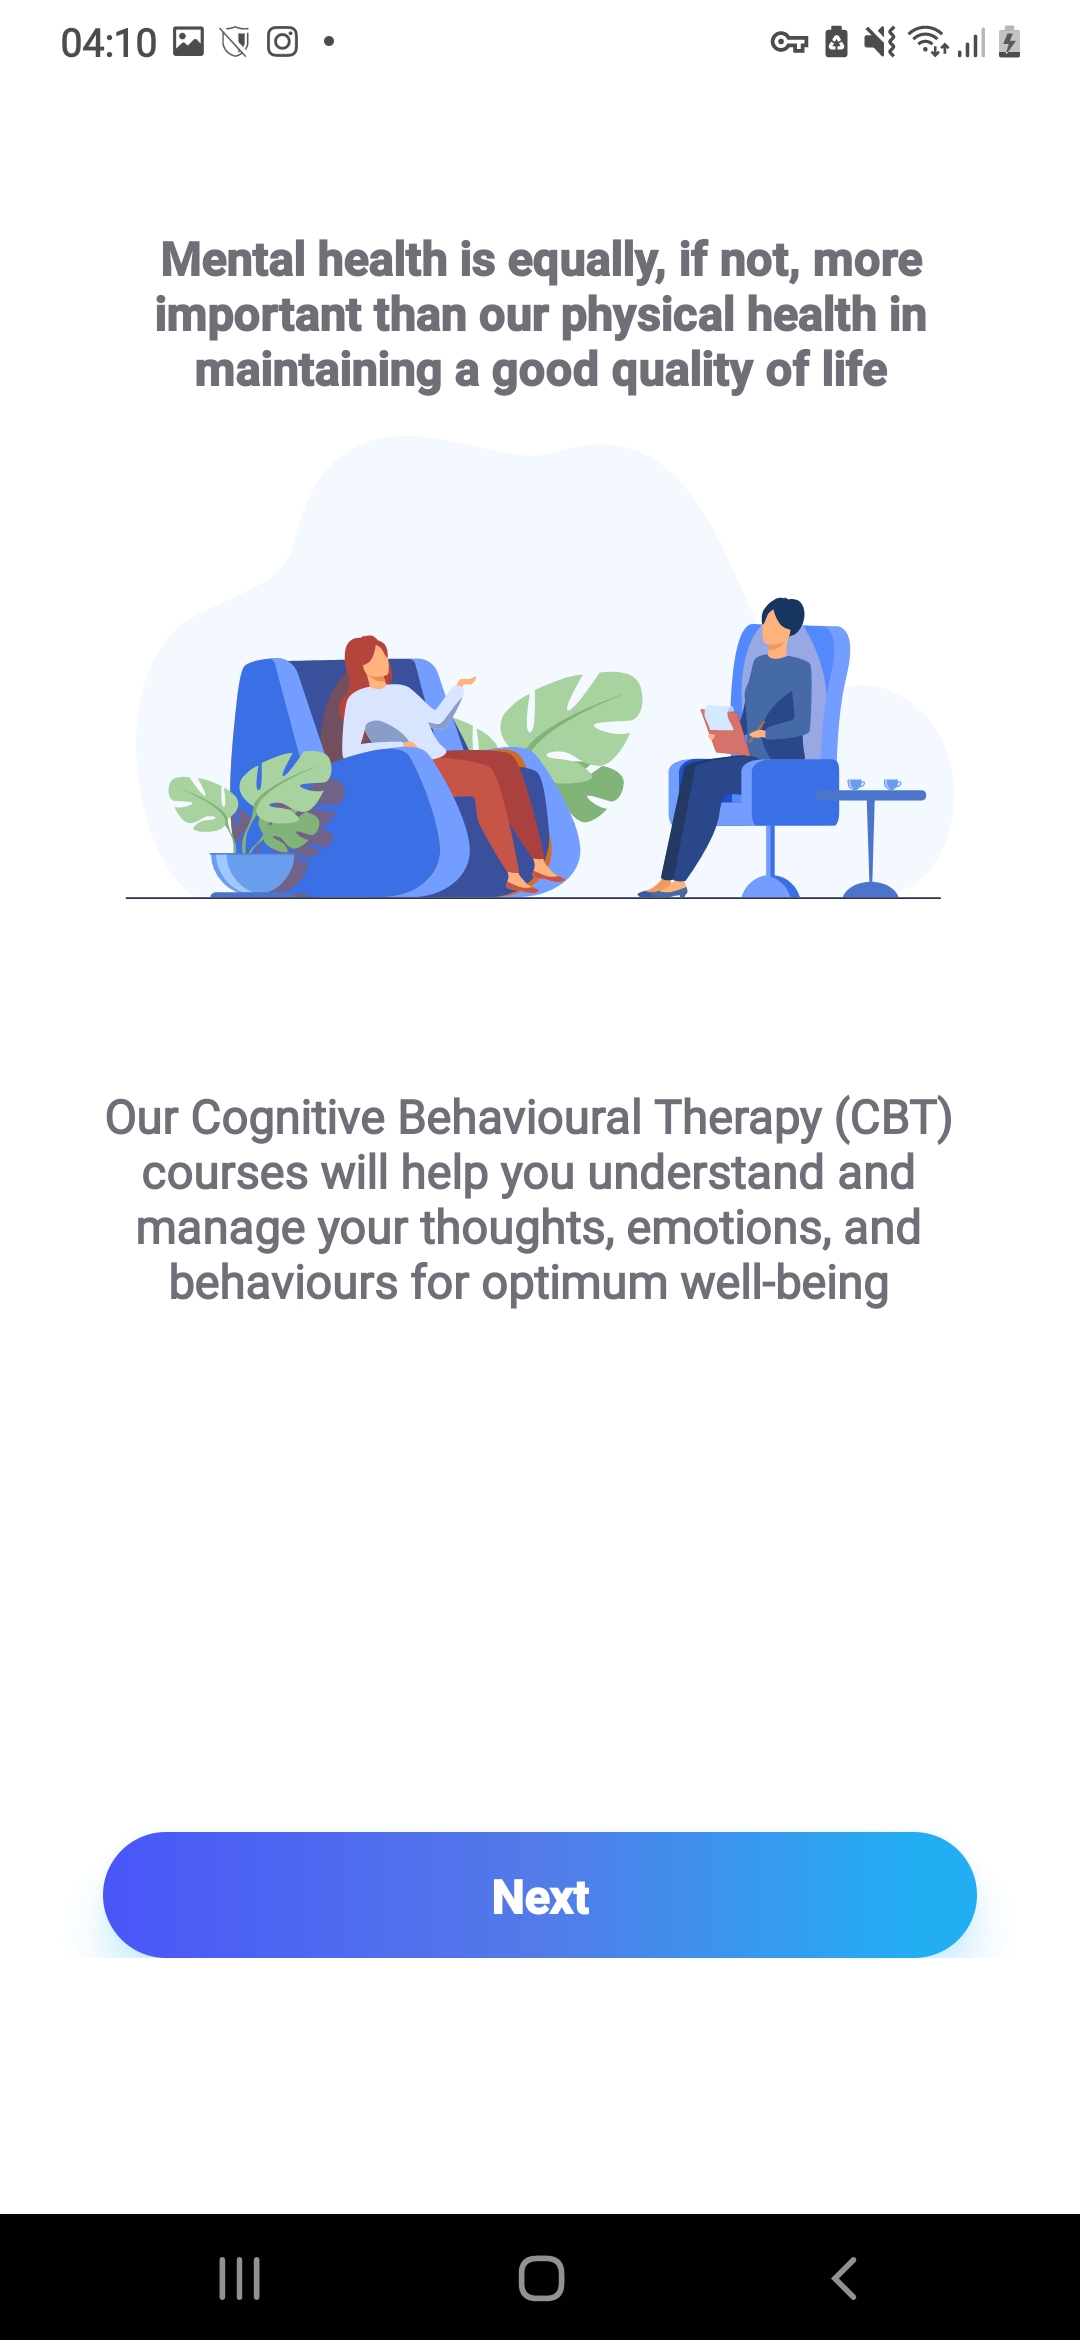 04:10
Mental health is equally, if not, more
important than our physical health in
maintaining a good quality of life
Our Cognitive Behavioural Therapy (CBT)
courses will help you understand and
manage your thoughts, emotions, and
behaviours for optimum well-being
Next